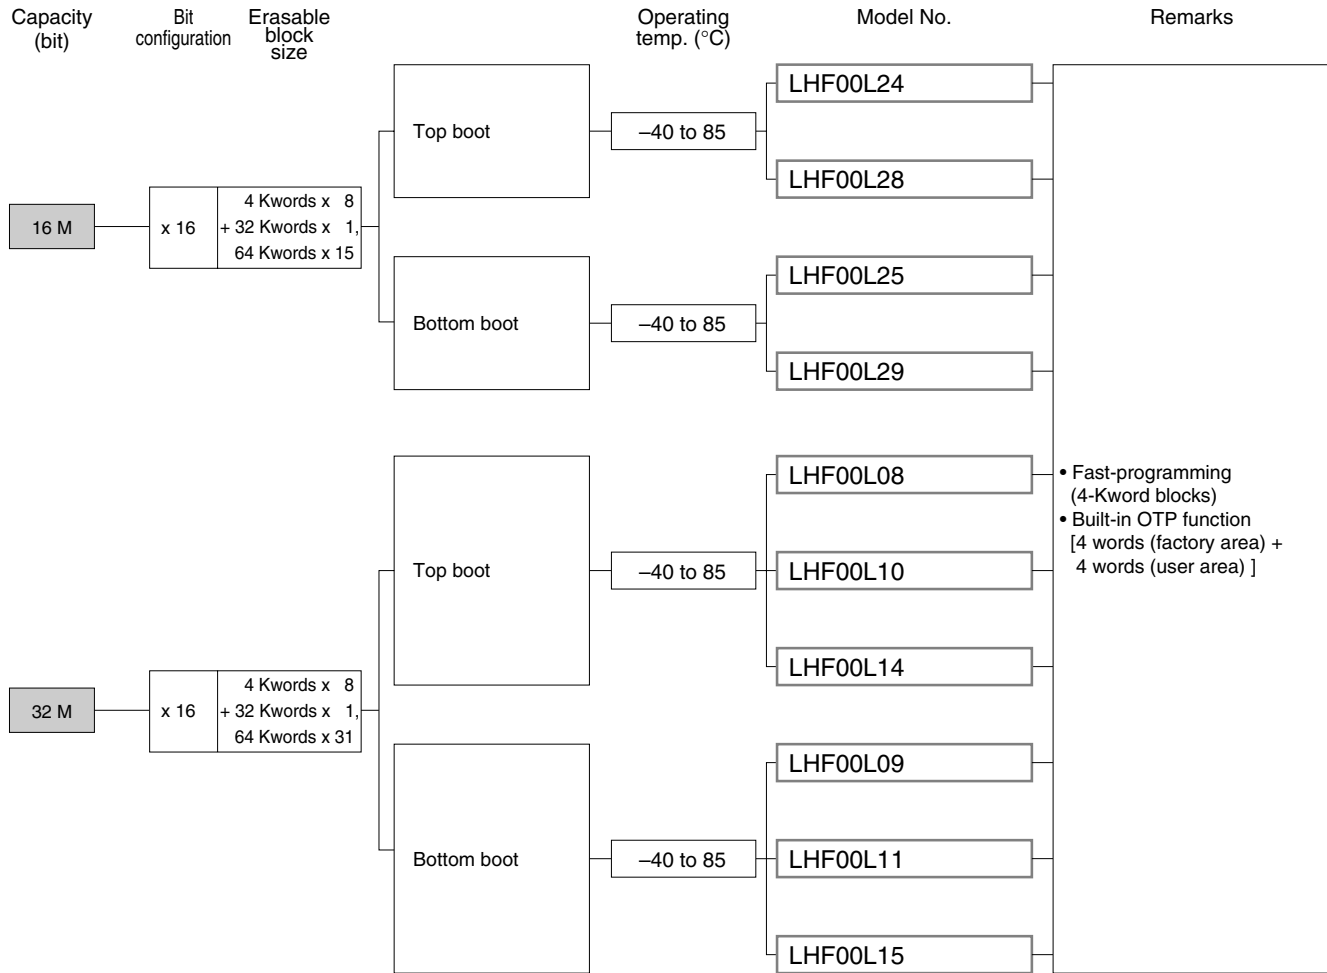 Capacity
(bit)
Bit
configuration
Erasable
block
size
Operating
temp. (°C)
Model No.
Remarks
16 M
x 16
4 Kwords x 8
+ 32 Kwords x 1,
64 Kwords x 15
Top boot
–40 to 85
LHF00L24
LHF00L28
Bottom boot
–40 to 85
LHF00L25
LHF00L29
32 M
x 16
4 Kwords x 8
+ 32 Kwords x 1,
64 Kwords x 31
Top boot
–40 to 85
LHF00L08
LHF00L10
LHF00L14
Bottom boot
–40 to 85
LHF00L09
LHF00L11
LHF00L15
• Fast-programming
(4-Kword blocks)
• Built-in OTP function
[4 words (factory area) +
4 words (user area) ]